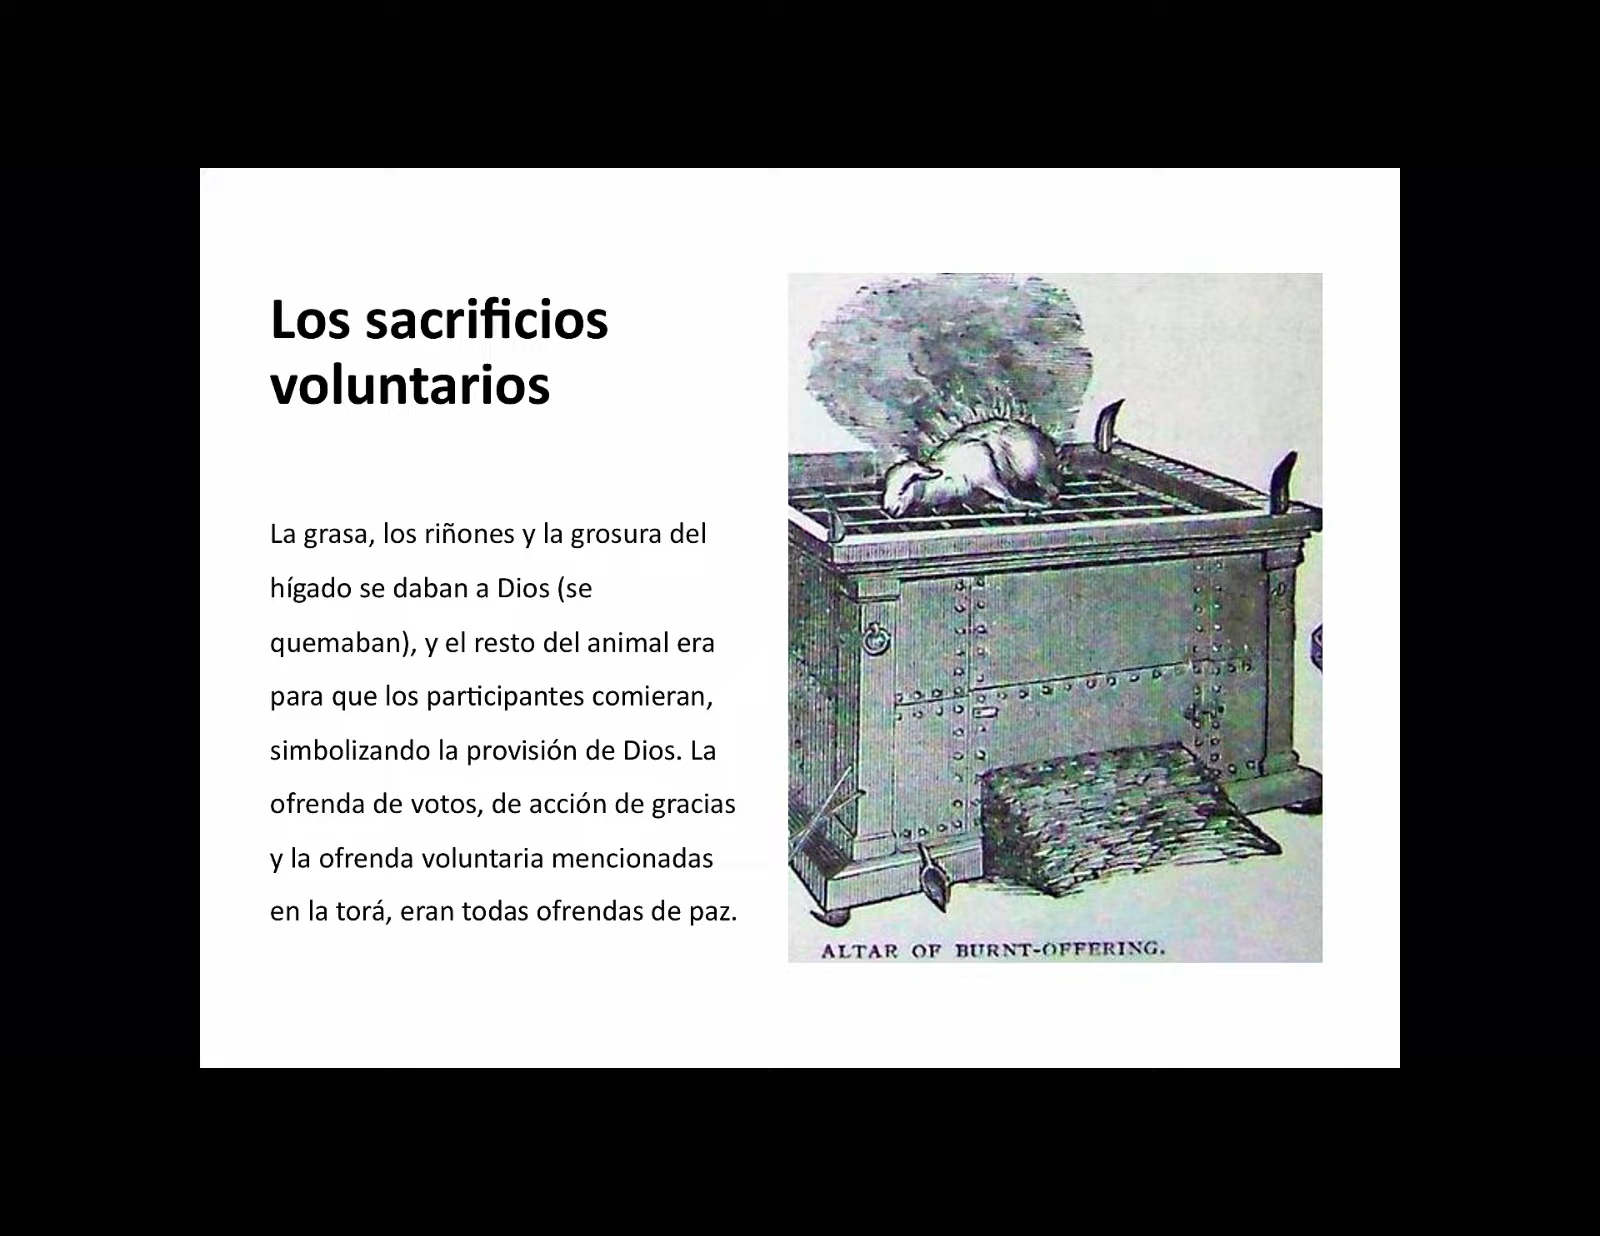 Los sacrificios
voluntarios
La grasa, los riñones y la grosura del
hígado se daban a Dios (se
quemaban), y el resto del animal era
para que los participantes comieran,
simbolizando la provisión de Dios. La
ofrenda de votos, de acción de gracias
y la ofrenda voluntaria mencionadas
en la torá, eran todas ofrendas de paz.
ALTAR OF BURNT-OFFERING.